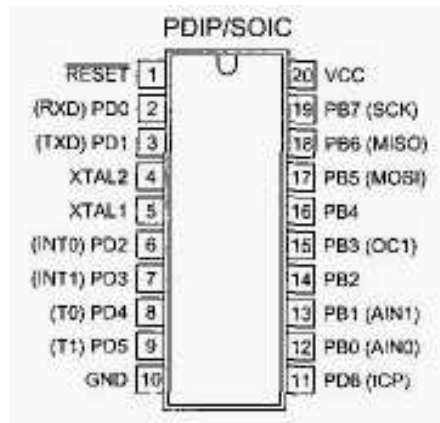 PDIP/SOIC
RESET 1 20 VCC
(RXD) PD0 2 19 PB7 (SCK)
(TXD) PD1 3 18 PB6 (MISO)
XTAL2 4 17 PB5 (MOSI)
XTAL1 5 16 PB4
(INT0) PD2 6 15 PB3 (OC1)
(INT1) PD3 7 14 PB2
(T0) PD4 8 13 PB1 (AIN1)
(T1) PD5 9 12 PB0 (AIN0)
GND 10 11 PD6 (ICP)